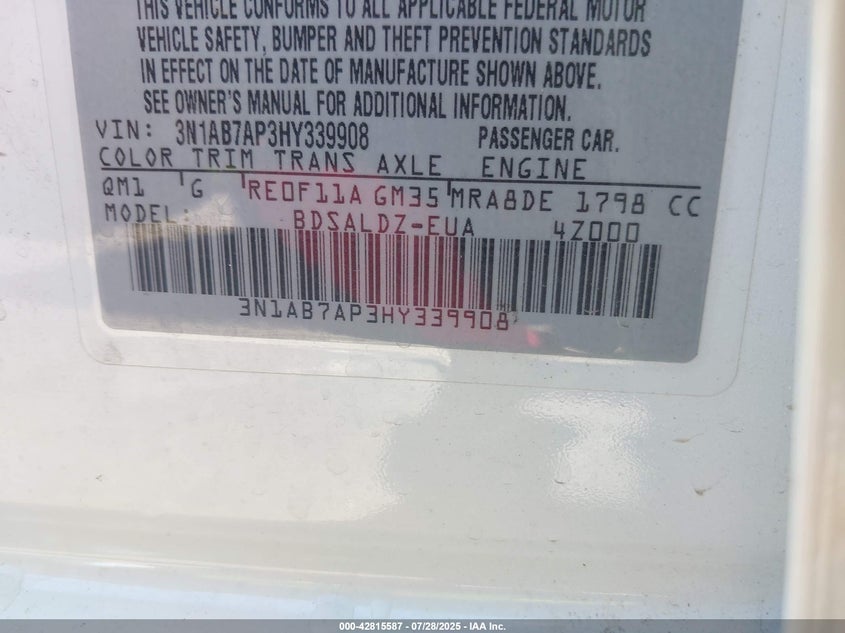 THIS VEHICLE CONFORMS TO ALL APPLICABLE FEDERAL MOTOR
VEHICLE SAFETY, BUMPER AND THEFT PREVENTION STANDARDS
IN EFFECT ON THE DATE OF MANUFACTURE SHOWN ABOVE.
SEE OWNER'S MANUAL FOR ADDITIONAL INFORMATION.
VIN: 3N1AB7AP3HY339908 PASSENGER CAR.
COLOR TRIM TRANS AXLE ENGINE
QM1 G RE0F11A GM35 MRA8DE 1798 CC
MODEL: BDSALDZ-EUA 4Z000
3N1AB7AP3HY339908
000-42815587 - 07/28/2025 - IAA Inc.